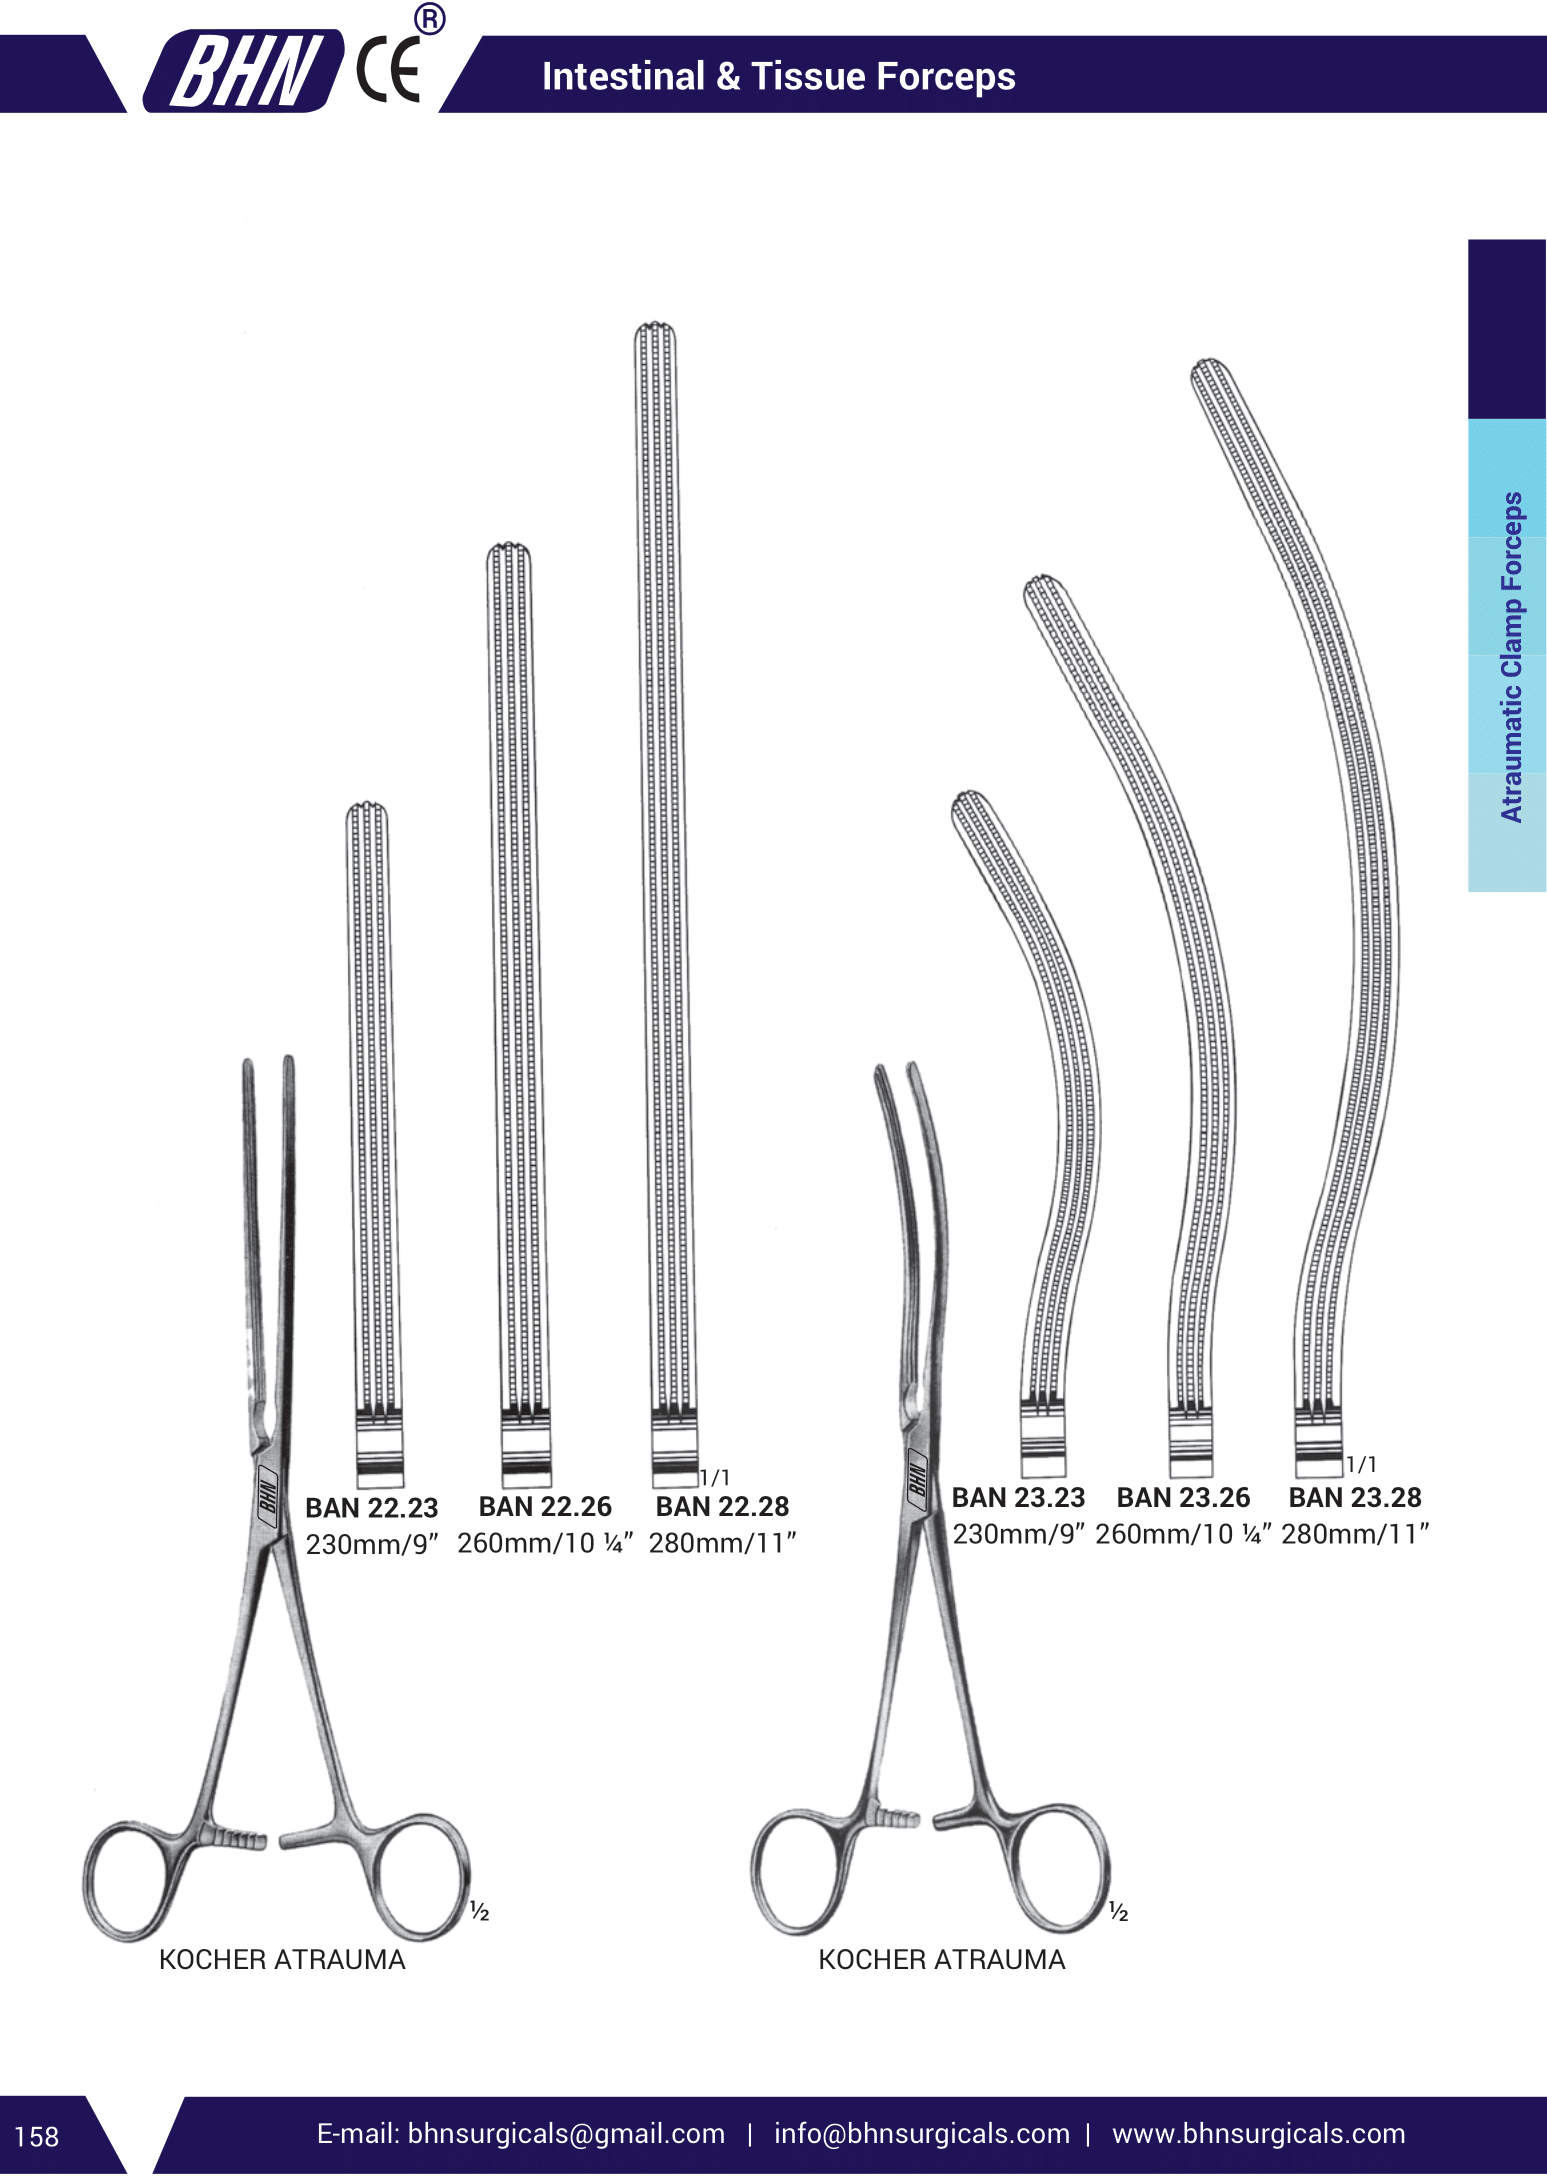 BHN CE ®
Intestinal & Tissue Forceps
Atraumatic Clamp Forceps
1/1
BAN 22.23 BAN 22.26 BAN 22.28
230mm/9” 260mm/10 ¼” 280mm/11”
BHN
1/1
BAN 23.23 BAN 23.26 BAN 23.28
230mm/9” 260mm/10 ¼” 280mm/11”
BHN
½
KOCHER ATRAUMA
½
KOCHER ATRAUMA
158
E-mail: bhnsurgicals@gmail.com | info@bhnsurgicals.com | www.bhnsurgicals.com